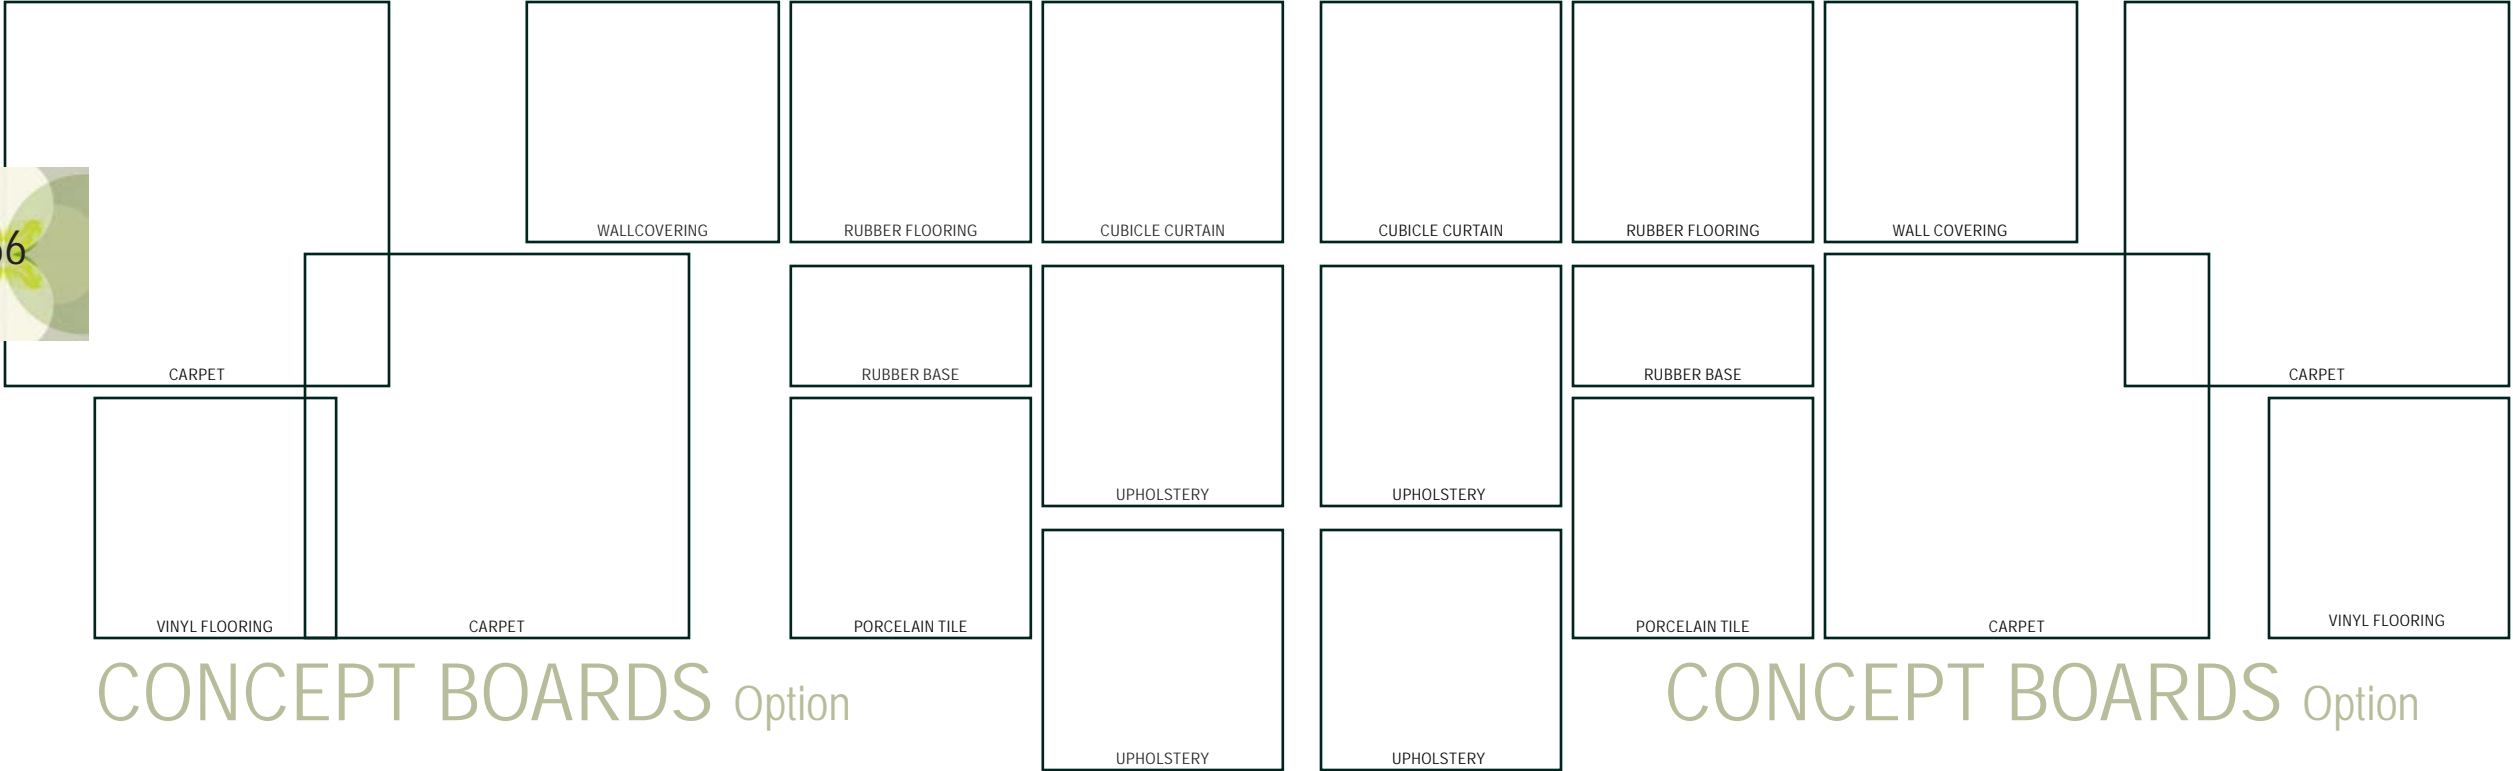 WALLCOVERING
RUBBER FLOORING
CUBICLE CURTAIN
CUBICLE CURTAIN
RUBBER FLOORING
WALL COVERING
6
CARPET
RUBBER BASE
RUBBER BASE
CARPET
UPHOLSTERY
UPHOLSTERY
VINYL FLOORING
CARPET
PORCELAIN TILE
PORCELAIN TILE
CARPET
VINYL FLOORING
CONCEPT BOARDS Option
CONCEPT BOARDS Option
UPHOLSTERY
UPHOLSTERY